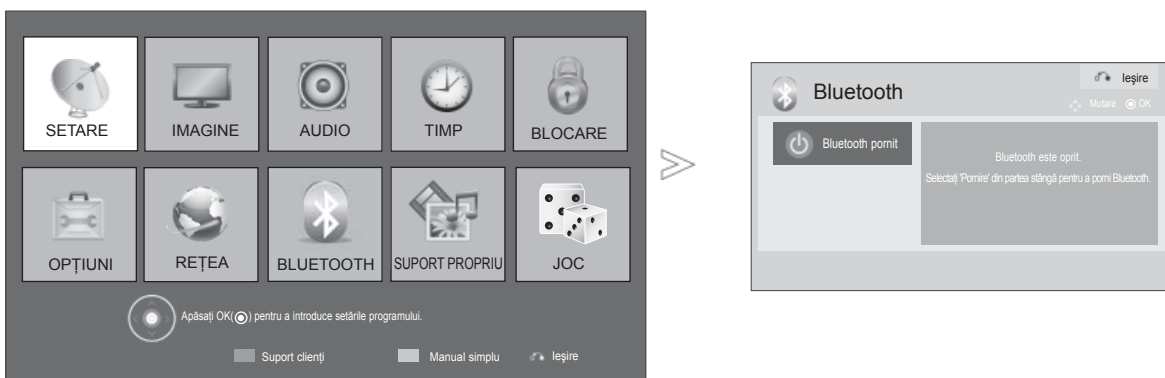 SETARE IMAGINE AUDIO TIMP BLOCARE
OPȚIUNI REȚEA BLUETOOTH SUPORT PROPRIU JOC
Apăsați OK(◉) pentru a introduce setările programului.
Suport clienți Manual simplu Ieșire
Bluetooth
Ieşire
Mutare ◉ OK
Bluetooth pornit
Bluetooth este oprit.
Selectați 'Pornire' din partea stângă pentru a porni Bluetooth.